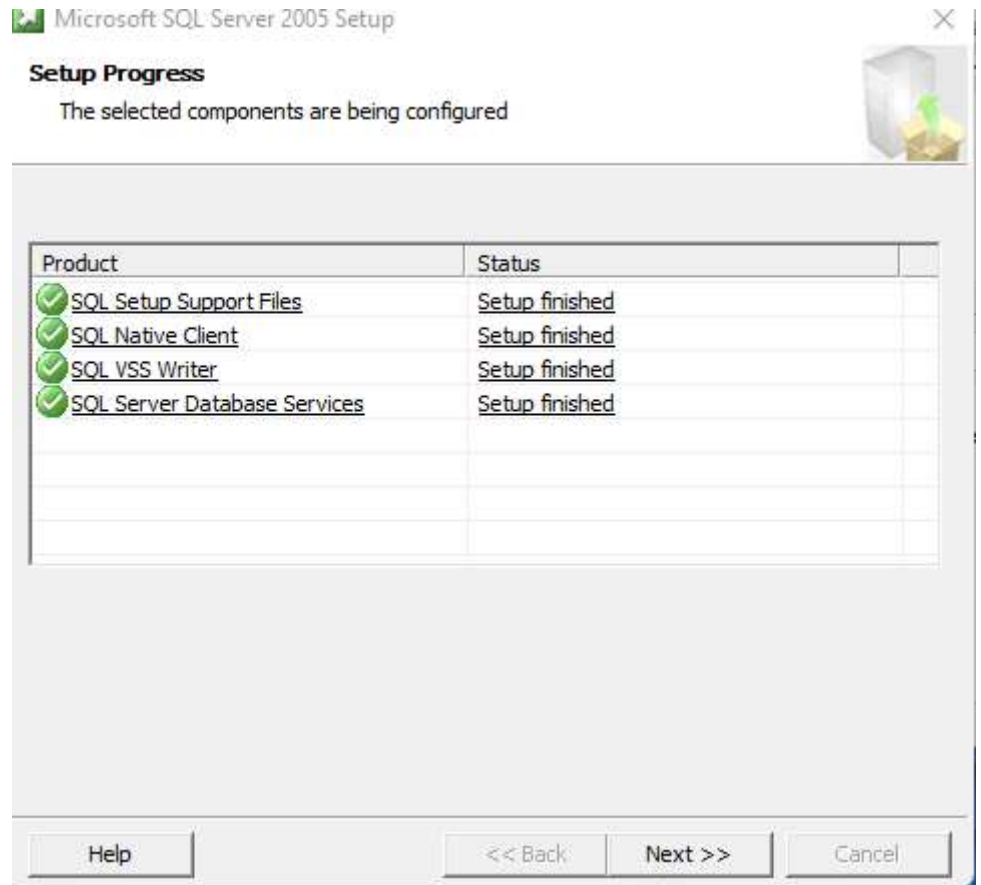 Microsoft SQL Server 2005 Setup
Setup Progress
The selected components are being configured
Product Status
SQL Setup Support Files Setup finished
SQL Native Client Setup finished
SQL VSS Writer Setup finished
SQL Server Database Services Setup finished
Help << Back Next >> Cancel